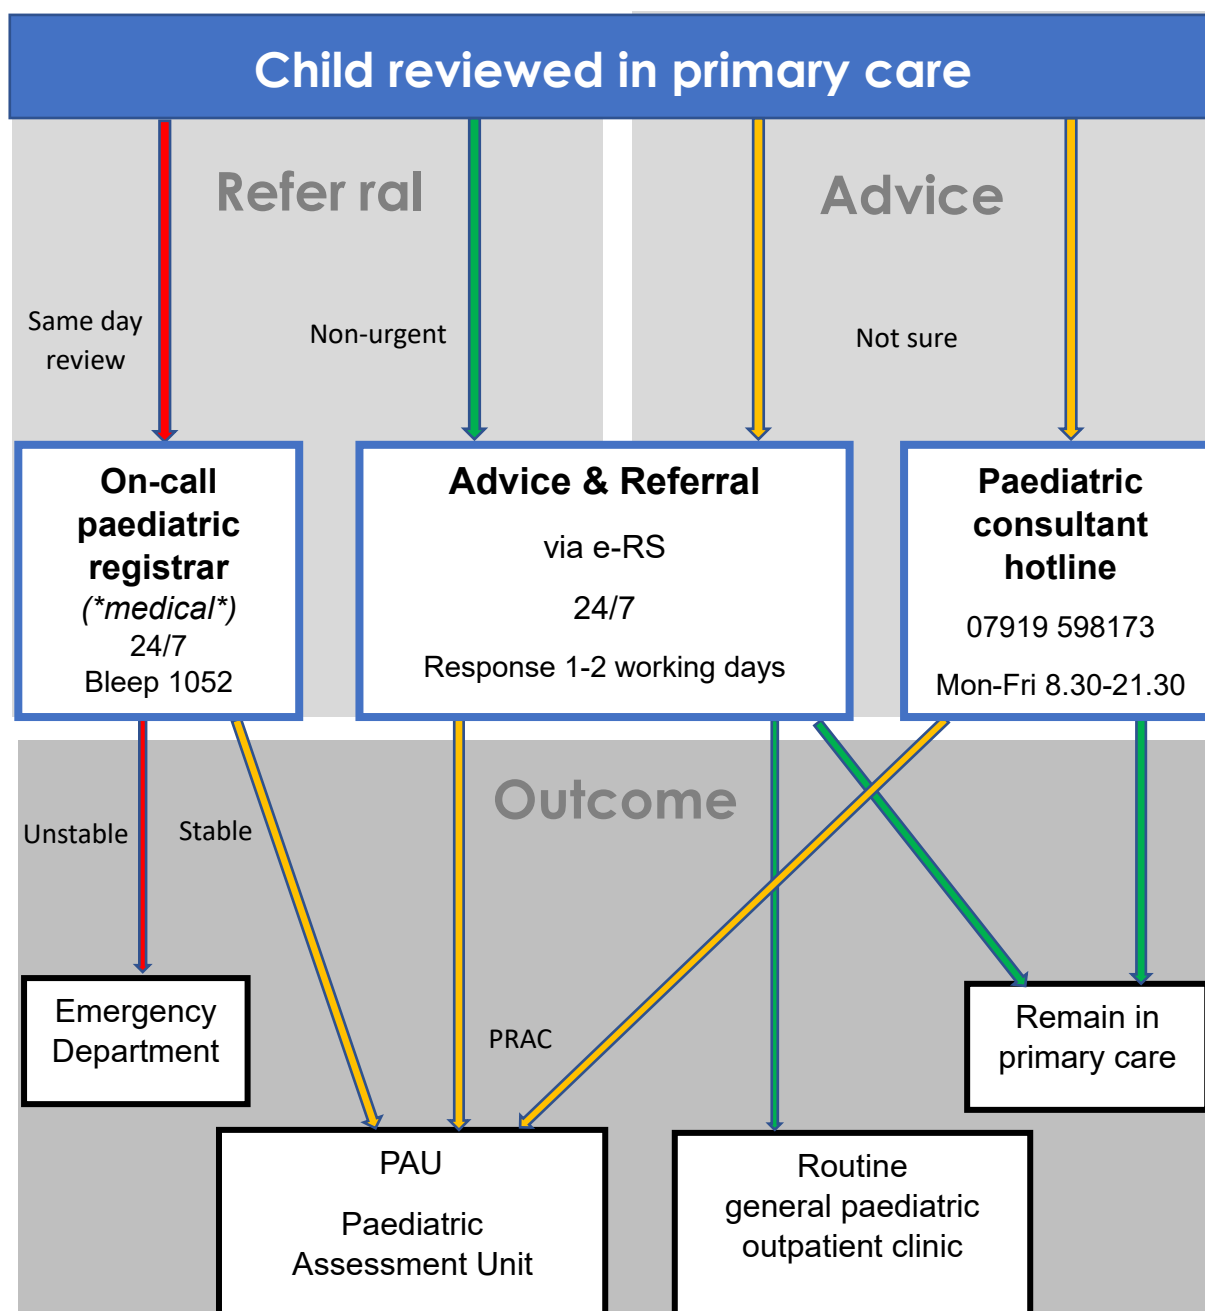 Child reviewed in primary care
Refer ral
Advice
Same day
review
Non-urgent
Not sure
On-call
paediatric
registrar
(*medical*)
24/7
Bleep 1052
Advice & Referral
via e-RS
24/7
Response 1-2 working days
Paediatric
consultant
hotline
07919 598173
Mon-Fri 8.30-21.30
Outcome
Unstable
Stable
PRAC
Emergency
Department
Remain in
primary care
PAU
Paediatric
Assessment Unit
Routine
general paediatric
outpatient clinic